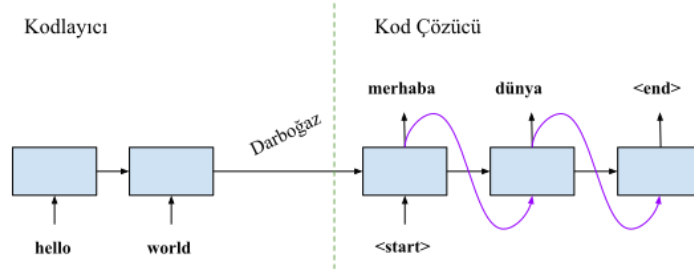 Kodlayıcı
Kod Çözücü
merhaba
dünya
<end>
Darboğaz
hello
world
<start>